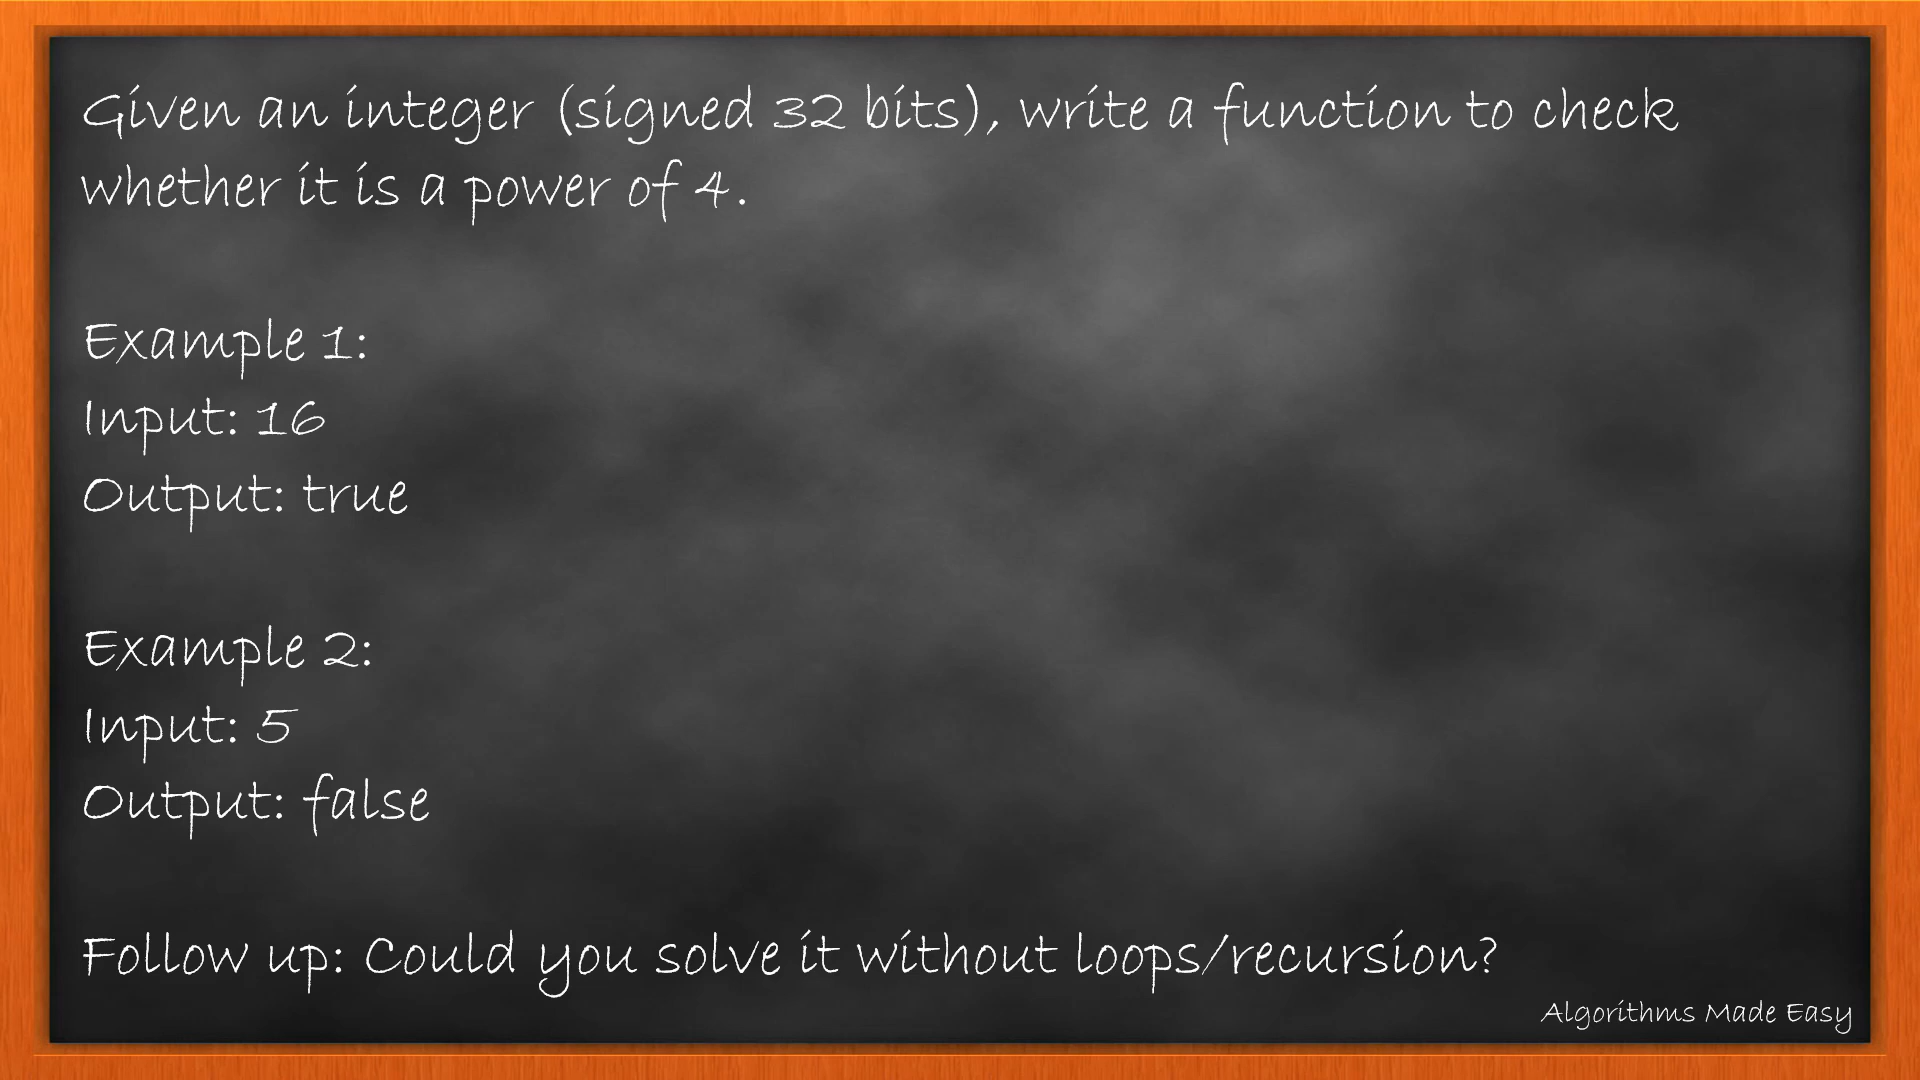 Given an integer (signed 32 bits), write a function to check
whether it is a power of 4.
Example 1:
Input: 16
Output: true
Example 2:
Input: 5
Output: false
Follow up: Could you solve it without loops/recursion?
Algorithms Made Easy